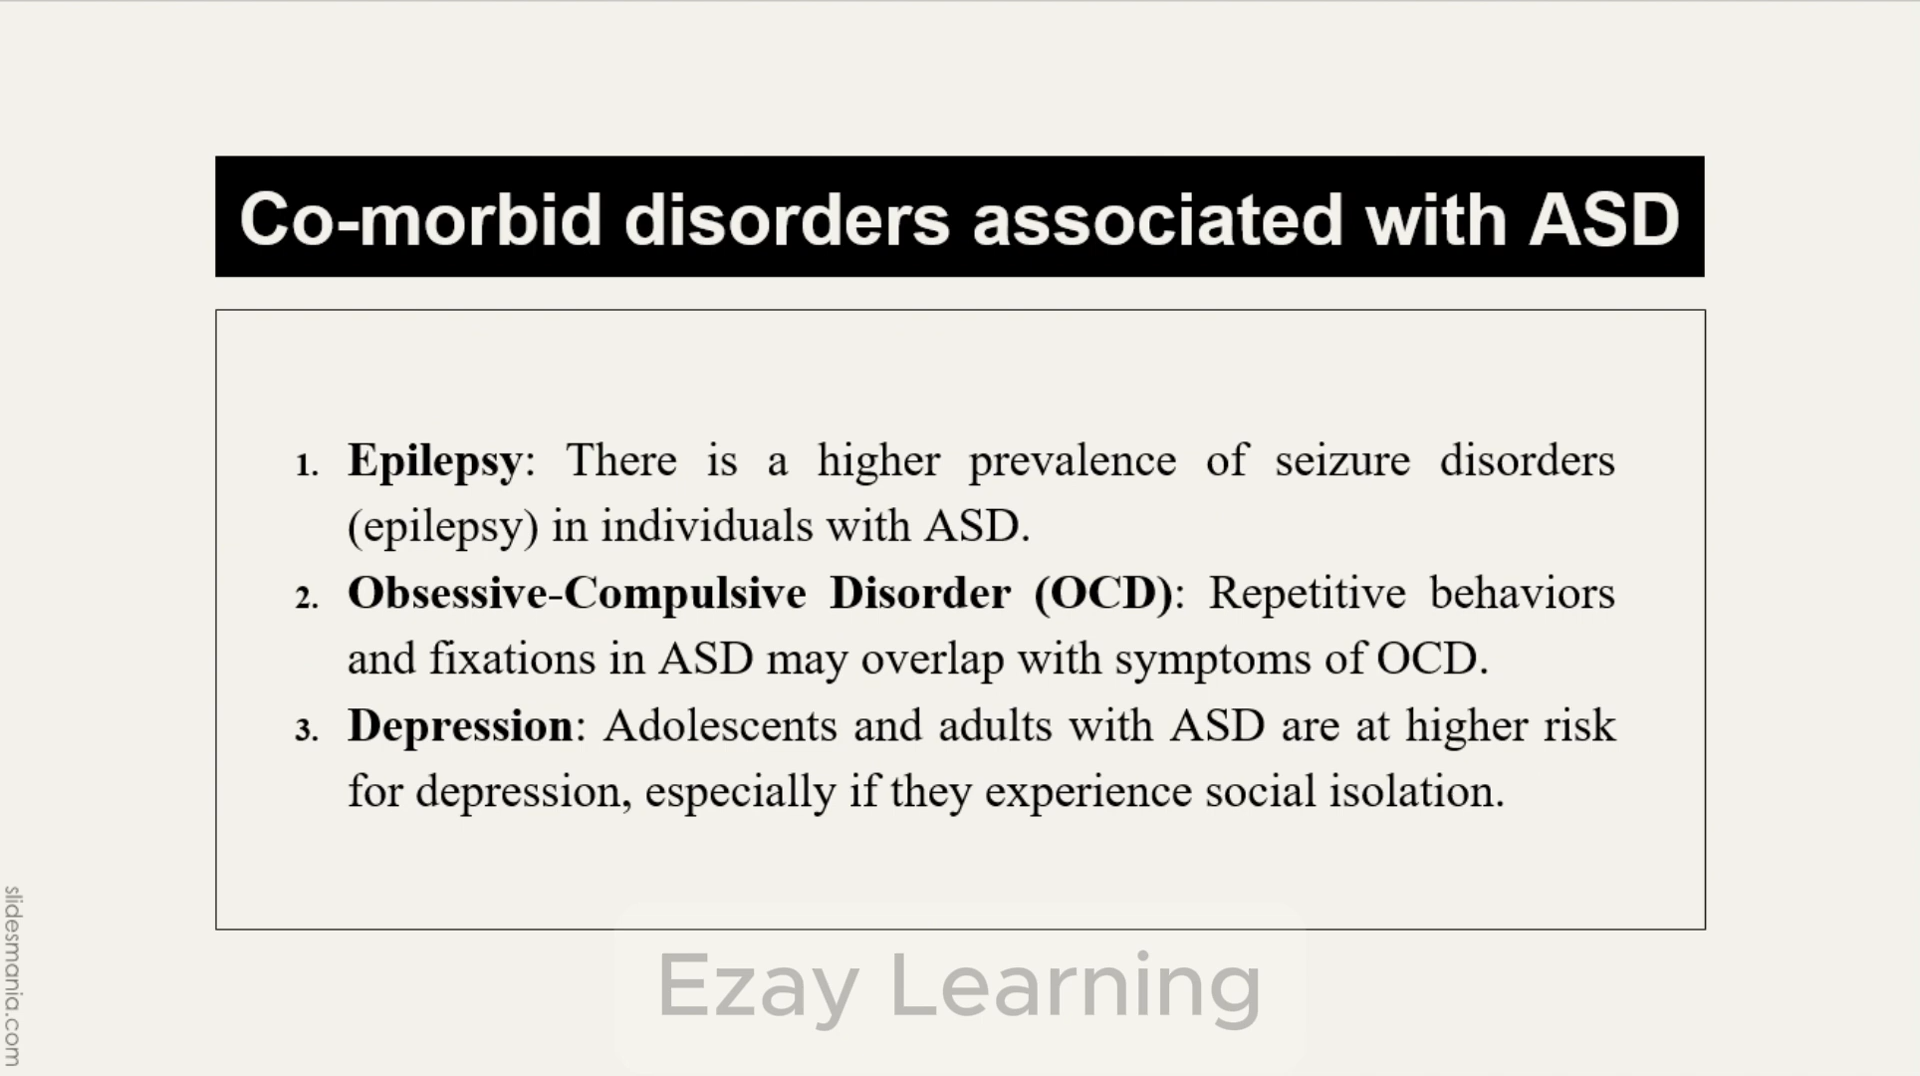 Co-morbid disorders associated with ASD
1. Epilepsy: There is a higher prevalence of seizure disorders
(epilepsy) in individuals with ASD.
2. Obsessive-Compulsive Disorder (OCD): Repetitive behaviors
and fixations in ASD may overlap with symptoms of OCD.
3. Depression: Adolescents and adults with ASD are at higher risk
for depression, especially if they experience social isolation.
slidesmania.com
Ezay Learning